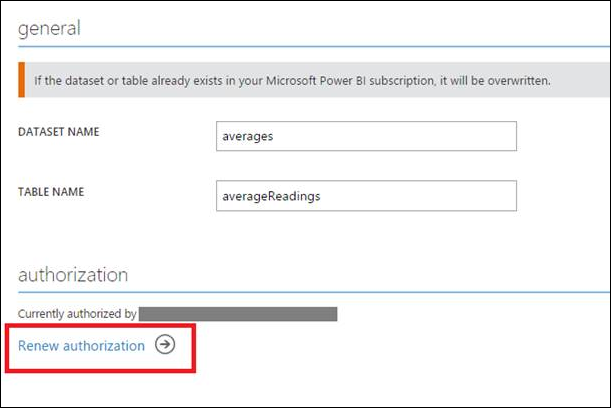 general
If the dataset or table already exists in your Microsoft Power BI subscription, it will be overwritten.
DATASET NAME
averages
TABLE NAME
averageReadings
authorization
Currently authorized by
Renew authorization